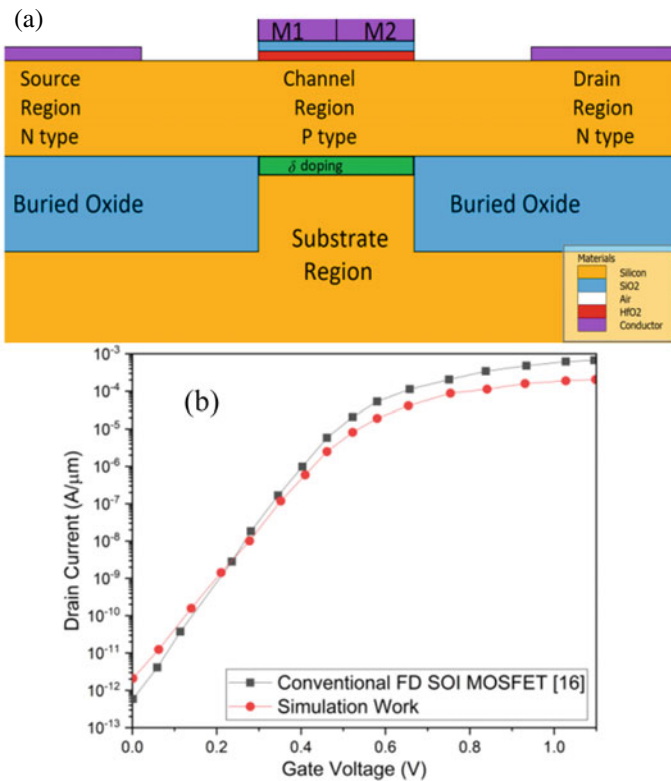 (a)
M1 M2
Source Channel Drain
Region Region Region
N type P type N type
δ doping
Buried Oxide Buried Oxide
Substrate
Region
Materials
Silicon
SiO2
Air
HfO2
Conductor
(b)
10⁻³
10⁻⁴
10⁻⁵
10⁻⁶
10⁻⁷
10⁻⁸
10⁻⁹
10⁻¹⁰
10⁻¹¹
10⁻¹²
10⁻¹³
Drain Current (A/μm)
Conventional FD SOI MOSFET [16]
Simulation Work
0.0 0.2 0.4 0.6 0.8 1.0
Gate Voltage (V)